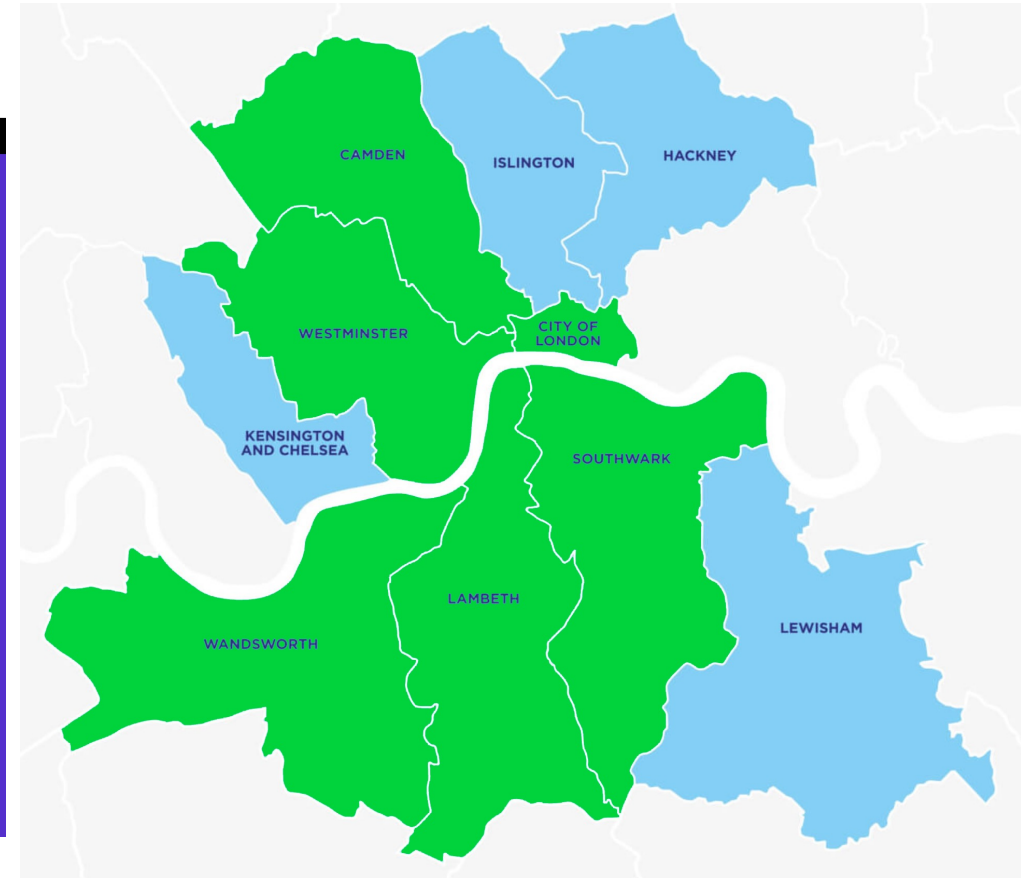 CAMDEN
ISLINGTON
HACKNEY
WESTMINSTER
CITY OF
LONDON
KENSINGTON
AND CHELSEA
SOUTHWARK
LAMBETH
WANDSWORTH
LEWISHAM